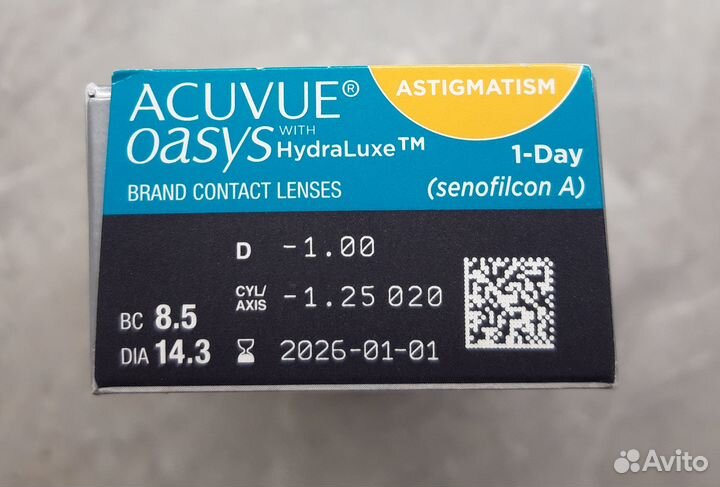 ACUVUE® ASTIGMATISM
oasys WITH HydraLuxe™
1-Day
BRAND CONTACT LENSES (senofilcon A)
D -1.00
CYL/AXIS -1.25 020
BC 8.5
DIA 14.3 2026-01-01
Avito